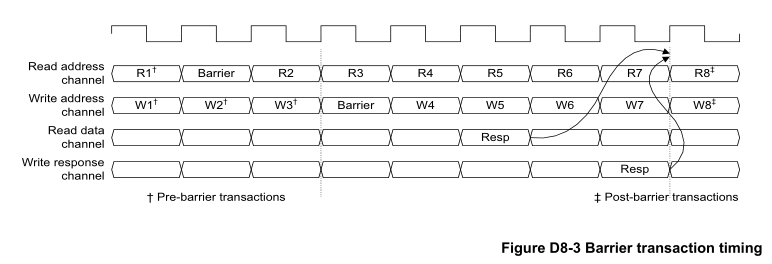 Read address channel R1† Barrier R2 R3 R4 R5 R6 R7 R8‡
Write address channel W1† W2† W3† Barrier W4 W5 W6 W7 W8‡
Read data channel Resp
Write response channel Resp
† Pre-barrier transactions ‡ Post-barrier transactions
Figure D8-3 Barrier transaction timing